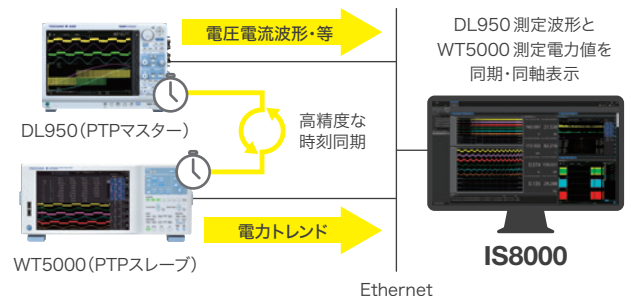 電圧電流波形・等
DL950 測定波形と
WT5000 測定電力値を
同期・同軸表示
DL950（PTPマスター）
高精度な
時刻同期
電力トレンド
WT5000（PTPスレーブ）
IS8000
Ethernet